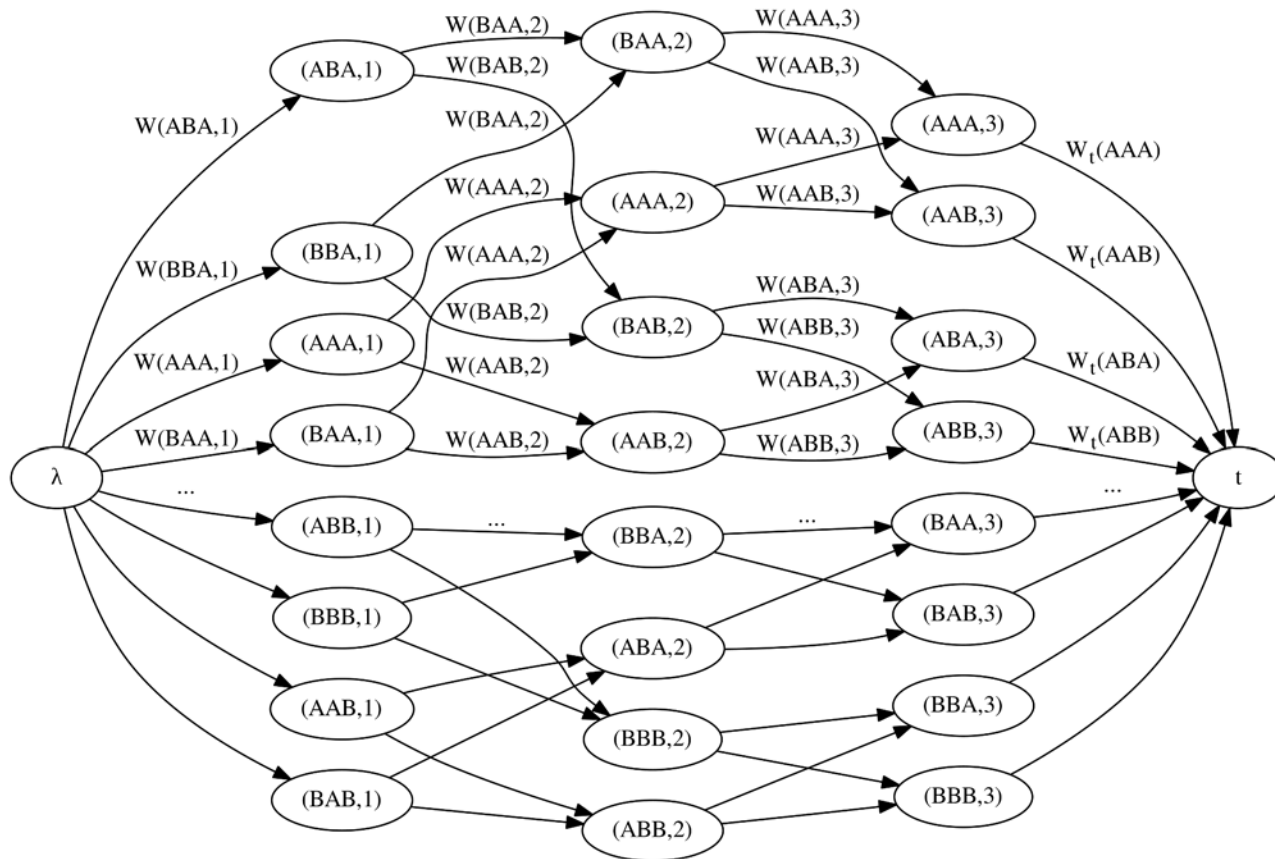 W(BAA,2)
(BAA,2)
W(AAA,3)
(ABA,1)
W(BAB,2)
W(AAB,3)
W(ABA,1)
W(BAA,2)
(AAA,3)
W(AAA,3)
W(AAA,2)
W(AAB,3)
(AAA,2)
(AAB,3)
Wt(AAA)
(BBA,1)
W(AAA,2)
W(BBA,1)
Wt(AAB)
W(ABA,3)
W(BAB,2)
(BAB,2)
W(ABB,3)
(AAA,1)
(ABA,3)
W(AAA,1)
W(AAB,2)
W(ABA,3)
Wt(ABA)
(BAA,1)
W(BAA,1)
W(AAB,2)
(AAB,2)
W(ABB,3)
(ABB,3)
Wt(ABB)
λ
t
...
...
...
...
(ABB,1)
(BBA,2)
(BAA,3)
(BBB,1)
(BAB,3)
(ABA,2)
(AAB,1)
(BBA,3)
(BBB,2)
(BAB,1)
(BBB,3)
(ABB,2)